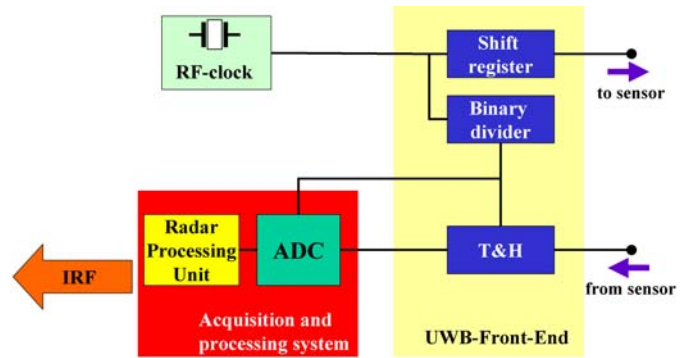 RF-clock
Shift
register
to sensor
Binary
divider
Radar
Processing
Unit
ADC
T&H
from sensor
IRF
Acquisition and
processing system
UWB-Front-End